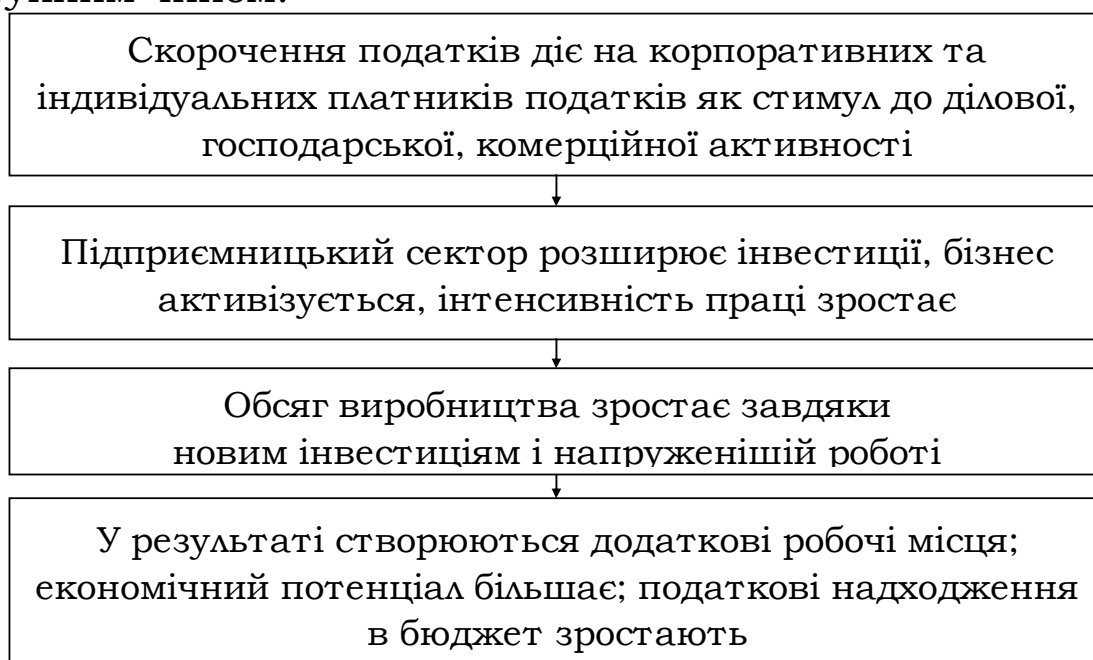 Скорочення податків діє на корпоративних та
індивідуальних платників податків як стимул до ділової,
господарської, комерційної активності
Підприємницький сектор розширює інвестиції, бізнес
активізується, інтенсивність праці зростає
Обсяг виробництва зростає завдяки
новим інвестиціям і напруженішій роботі
У результаті створюються додаткові робочі місця;
економічний потенціал більшає; податкові надходження
в бюджет зростають